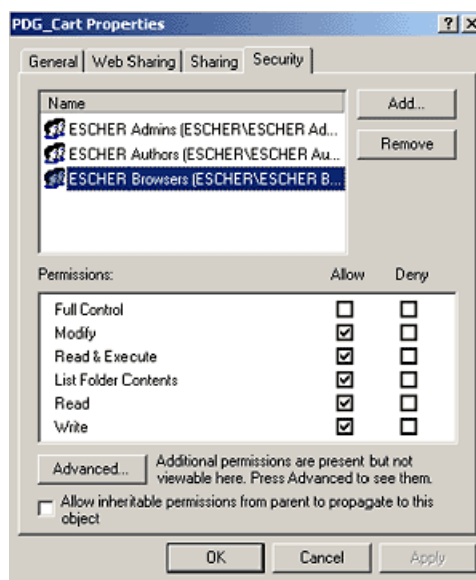 PDG_Cart Properties ? X
General Web Sharing Sharing Security
Name
ESCHER Admins (ESCHER\ESCHER Ad...
ESCHER Authors (ESCHER\ESCHER Au...
ESCHER Browsers (ESCHER\ESCHER B...
Add...
Remove
Permissions: Allow Deny
Full Control
Modify
Read & Execute
List Folder Contents
Read
Write
Advanced...
Additional permissions are present but not
viewable here. Press Advanced to see them.
Allow inheritable permissions from parent to propagate to this
object
OK Cancel Apply